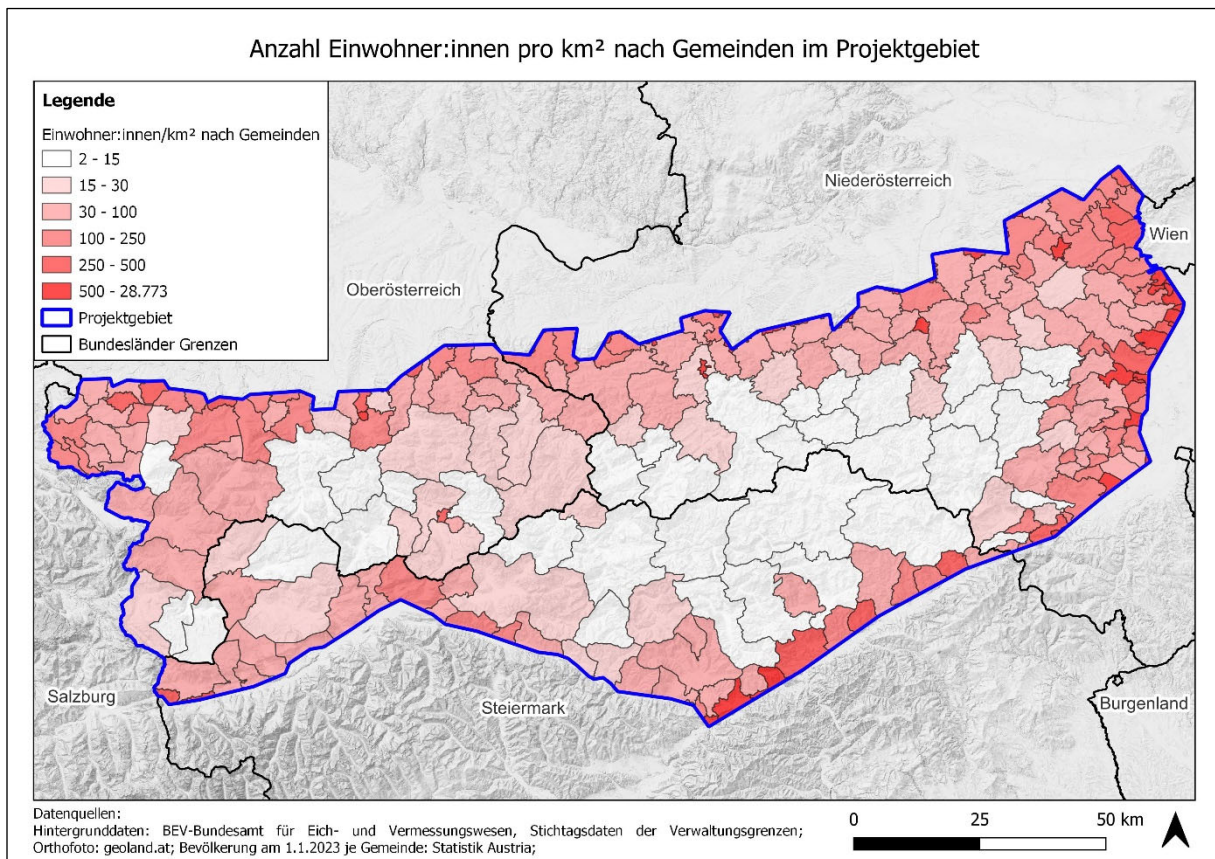 Anzahl Einwohner:innen pro km² nach Gemeinden im Projektgebiet
Legende
Einwohner:innen/km² nach Gemeinden
2 - 15
15 - 30
30 - 100
100 - 250
250 - 500
500 - 28.773
Projektgebiet
Bundesländer Grenzen
Niederösterreich
Wien
Oberösterreich
Salzburg
Steiermark
Burgenland
Datenquellen:
Hintergrunddaten: BEV-Bundesamt für Eich- und Vermessungswesen, Stichtagsdaten der Verwaltungsgrenzen;
Orthofoto: geoland.at; Bevölkerung am 1.1.2023 je Gemeinde: Statistik Austria;
0 25 50 km